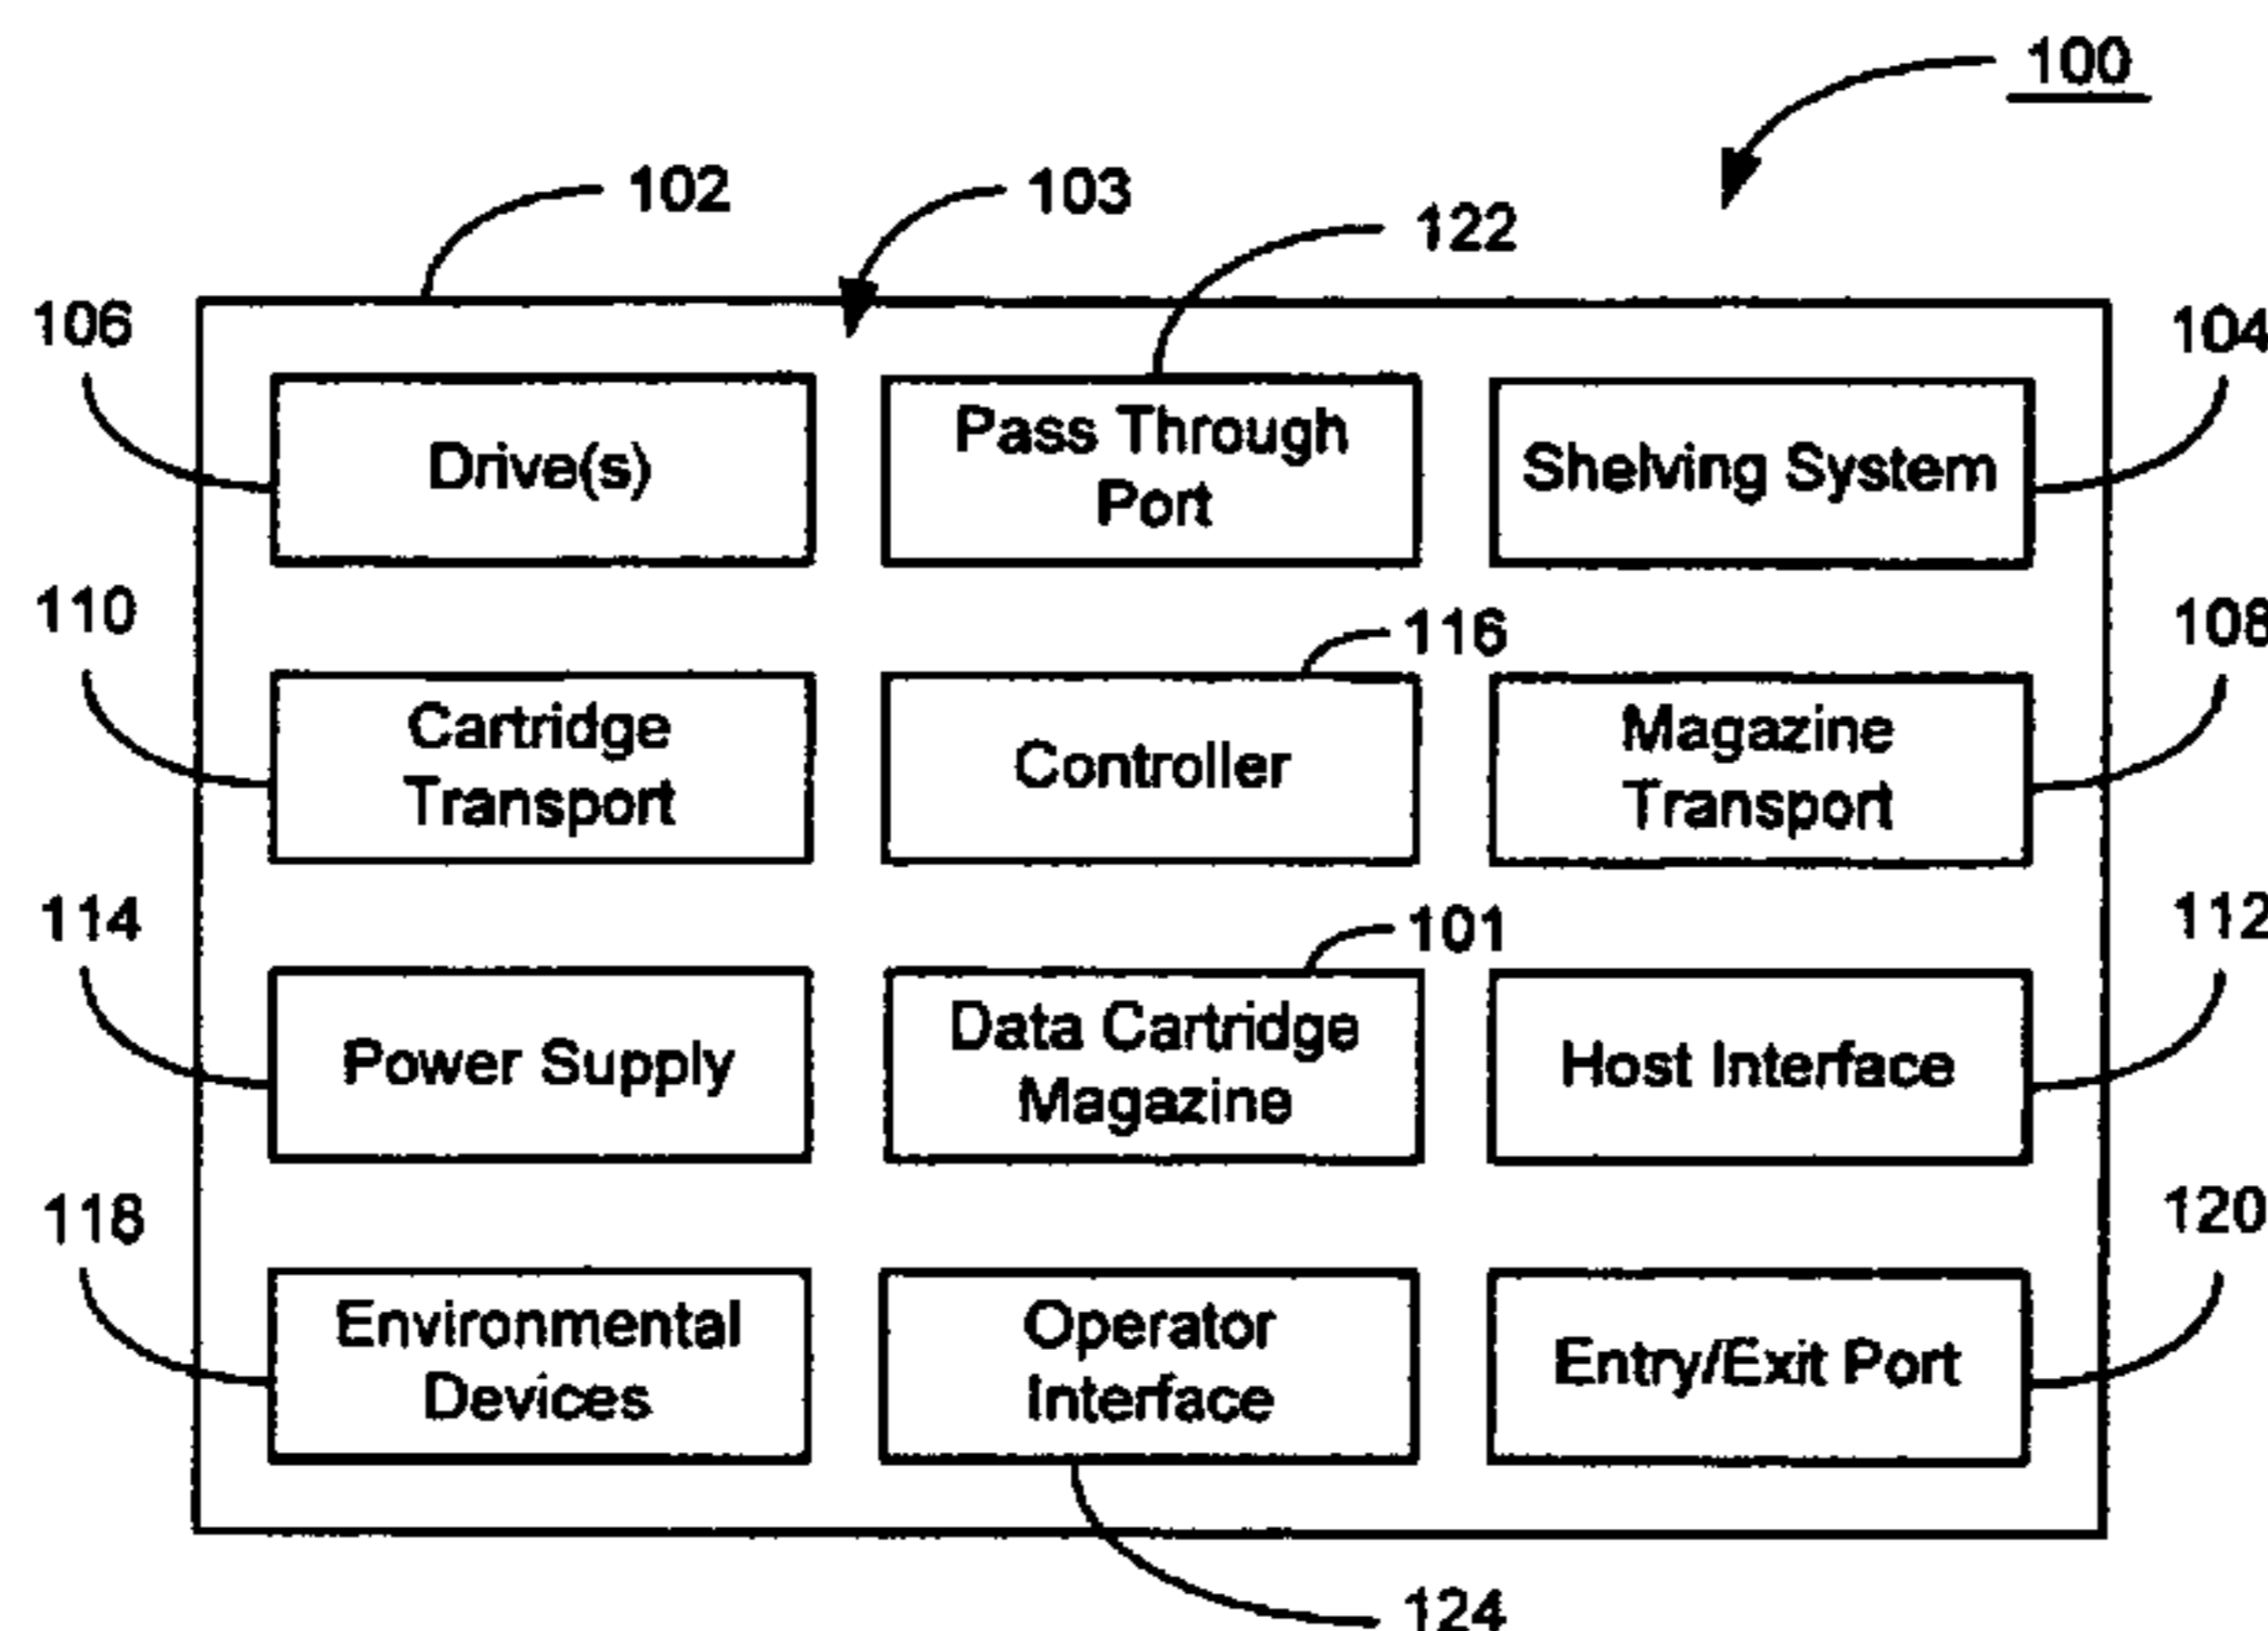 100
102
103
122
106
104
Drive(s)
Pass Through
Port
Shelving System
110
116
108
Cartridge
Transport
Controller
Magazine
Transport
114
101
112
Power Supply
Data Cartridge
Magazine
Host Interface
118
120
Environmental
Devices
Operator
Interface
Entry/Exit Port
124